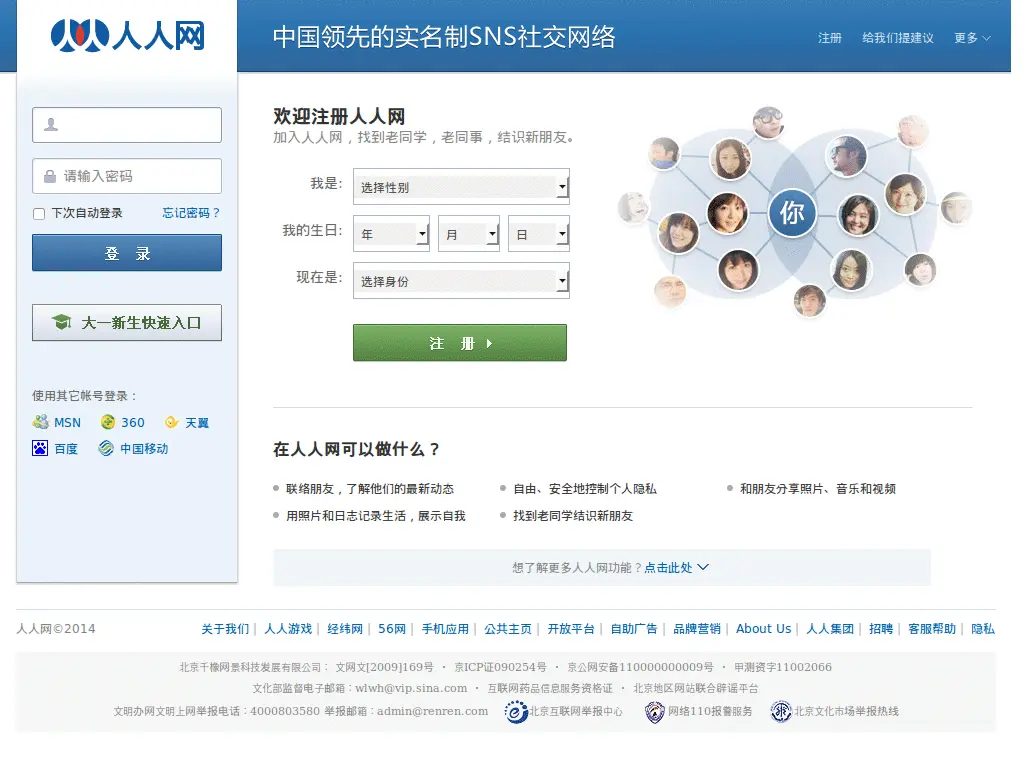 人人网
中国领先的实名制SNS社交网络
注册 给我们提建议 更多
请输入密码
下次自动登录 忘记密码？
登 录
大一新生快速入口
使用其它帐号登录：
MSN 360 天翼
百度 中国移动
欢迎注册人人网
加入人人网，找到老同学，老同事，结识新朋友。
我是: 选择性别
我的生日: 年 月 日
现在是: 选择身份
注 册
你
在人人网可以做什么？
联络朋友，了解他们的最新动态 自由、安全地控制个人隐私 和朋友分享照片、音乐和视频
用照片和日志记录生活，展示自我 找到老同学结识新朋友
想了解更多人人网功能？点击此处
人人网©2014 关于我们| 人人游戏| 经纬网| 56网| 手机应用| 公共主页| 开放平台| 自助广告| 品牌营销| About Us| 人人集团| 招聘| 客服帮助| 隐私
北京千橡网景科技发展有限公司： 文网文[2009]169号 · 京ICP证090254号 · 京公网安备110000000009号 · 甲测资字11002066
文化部监督电子邮箱：wlwh@vip.sina.com · 互联网药品信息服务资格证 · 北京地区网站联合辟谣平台
文明办网文明上网举报电话：4000803580 举报邮箱：admin@renren.com 北京互联网举报中心 网络110报警服务 北京文化市场举报热线